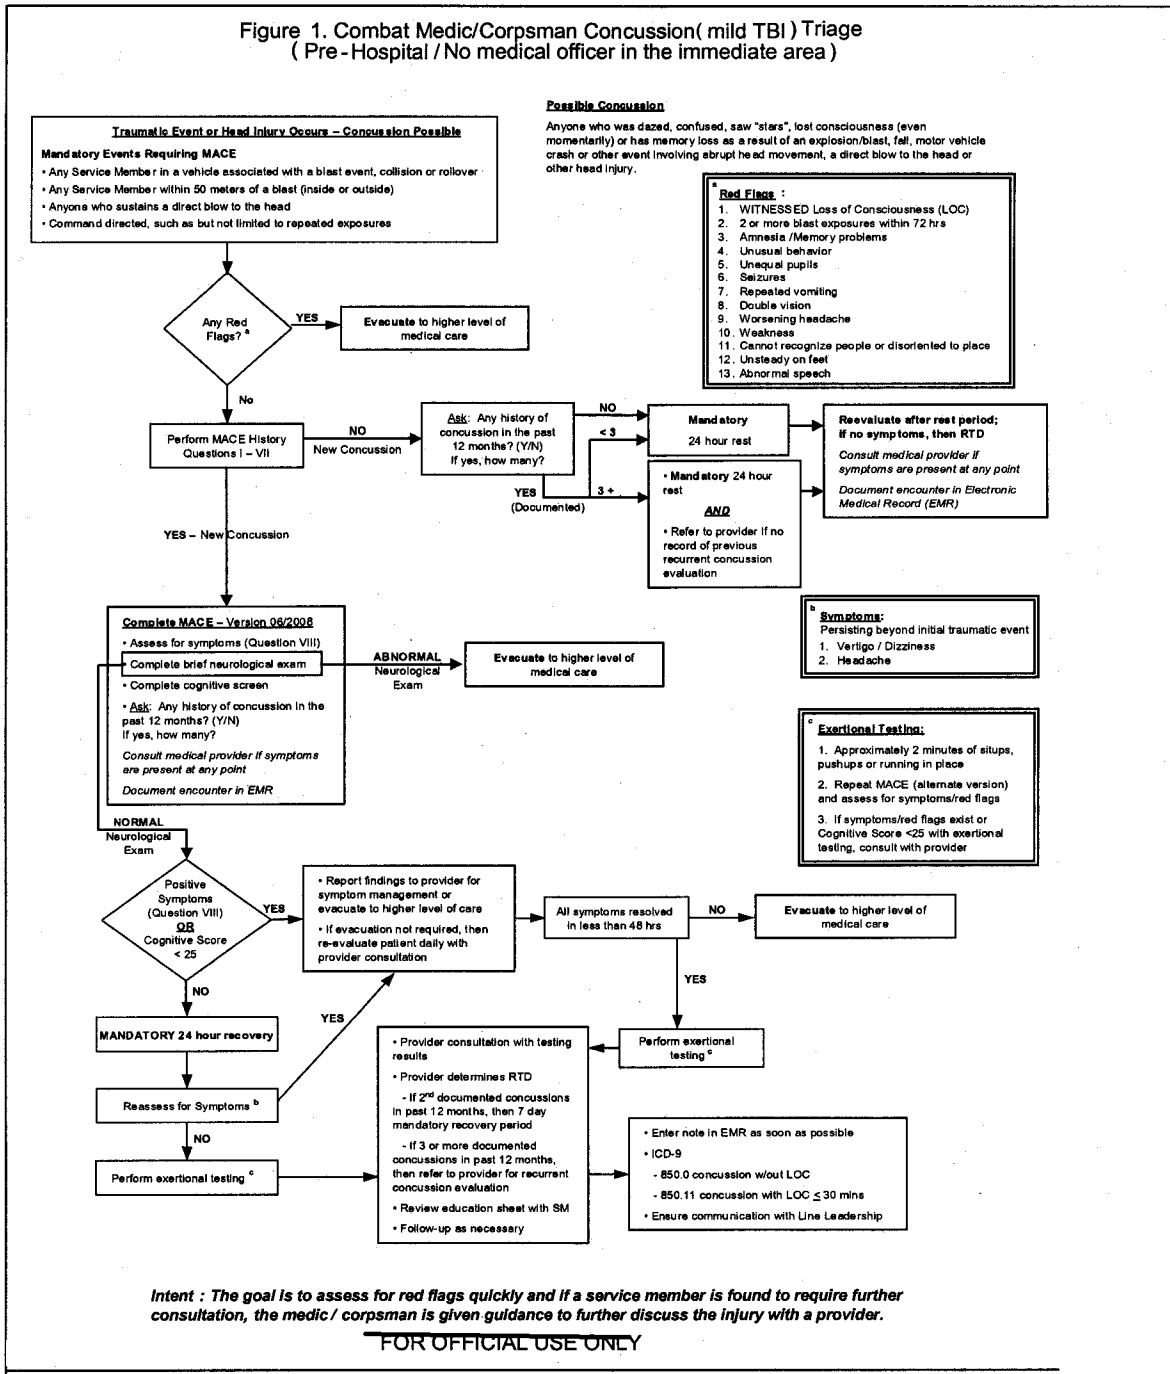 Figure 1. Combat Medic/Corpsman Concussion( mild TBI ) Triage
( Pre-Hospital / No medical officer in the immediate area )
Traumatic Event or Head Injury Occurs – Concussion Possible
Mandatory Events Requiring MACE
• Any Service Member in a vehicle associated with a blast event, collision or rollover
• Any Service Member within 50 meters of a blast (inside or outside)
• Anyone who sustains a direct blow to the head
• Command directed, such as but not limited to repeated exposures
Possible Concussion
Anyone who was dazed, confused, saw "stars", lost consciousness (even
momentarily) or has memory loss as a result of an explosion/blast, fall, motor vehicle
crash or other event involving abrupt head movement, a direct blow to the head or
other head injury.
a
Red Flags :
1. WITNESSED Loss of Consciousness (LOC)
2. 2 or more blast exposures within 72 hrs
3. Amnesia /Memory problems
4. Unusual behavior
5. Unequal pupils
6. Seizures
7. Repeated vomiting
8. Double vision
9. Worsening headache
10. Weakness
11. Cannot recognize people or disoriented to place
12. Unsteady on feet
13. Abnormal speech
Any Red
Flags? a
YES
Evacuate to higher level of
medical care
No
Perform MACE History
Questions I – VII
NO
New Concussion
Ask: Any history of
concussion in the past
12 months? (Y/N)
If yes, how many?
NO
< 3
YES
(Documented)
3 +
Mandatory
24 hour rest
• Mandatory 24 hour
rest
AND
• Refer to provider if no
record of previous
recurrent concussion
evaluation
Reevaluate after rest period;
if no symptoms, then RTD
Consult medical provider if
symptoms are present at any point
Document encounter in Electronic
Medical Record (EMR)
YES – New Concussion
Complete MACE – Version 06/2008
• Assess for symptoms (Question VIII)
• Complete brief neurological exam
• Complete cognitive screen
• Ask: Any history of concussion in the
past 12 months? (Y/N)
If yes, how many?
Consult medical provider if symptoms
are present at any point
Document encounter in EMR
ABNORMAL
Neurological
Exam
Evacuate to higher level of
medical care
b
Symptoms:
Persisting beyond initial traumatic event
1. Vertigo / Dizziness
2. Headache
c
Exertional Testing:
1. Approximately 2 minutes of situps,
pushups or running in place
2. Repeat MACE (alternate version)
and assess for symptoms/red flags
3. If symptoms/red flags exist or
Cognitive Score <25 with exertional
testing, consult with provider
NORMAL
Neurological
Exam
Positive
Symptoms
(Question VIII)
OR
Cognitive Score
< 25
YES
• Report findings to provider for
symptom management or
evacuate to higher level of care
• If evacuation not required, then
re-evaluate patient daily with
provider consultation
All symptoms resolved
in less than 48 hrs
NO
Evacuate to higher level of
medical care
YES
NO
MANDATORY 24 hour recovery
YES
Reassess for Symptoms b
NO
Perform exertional testing c
Perform exertional
testing c
• Provider consultation with testing
results
• Provider determines RTD
- If 2nd documented concussions
in past 12 months, then 7 day
mandatory recovery period
- If 3 or more documented
concussions in past 12 months,
then refer to provider for recurrent
concussion evaluation
• Review education sheet with SM
• Follow-up as necessary
• Enter note in EMR as soon as possible
• ICD-9
- 850.0 concussion w/out LOC
- 850.11 concussion with LOC ≤ 30 mins
• Ensure communication with Line Leadership
Intent : The goal is to assess for red flags quickly and if a service member is found to require further
consultation, the medic / corpsman is given guidance to further discuss the injury with a provider.
FOR OFFICIAL USE ONLY